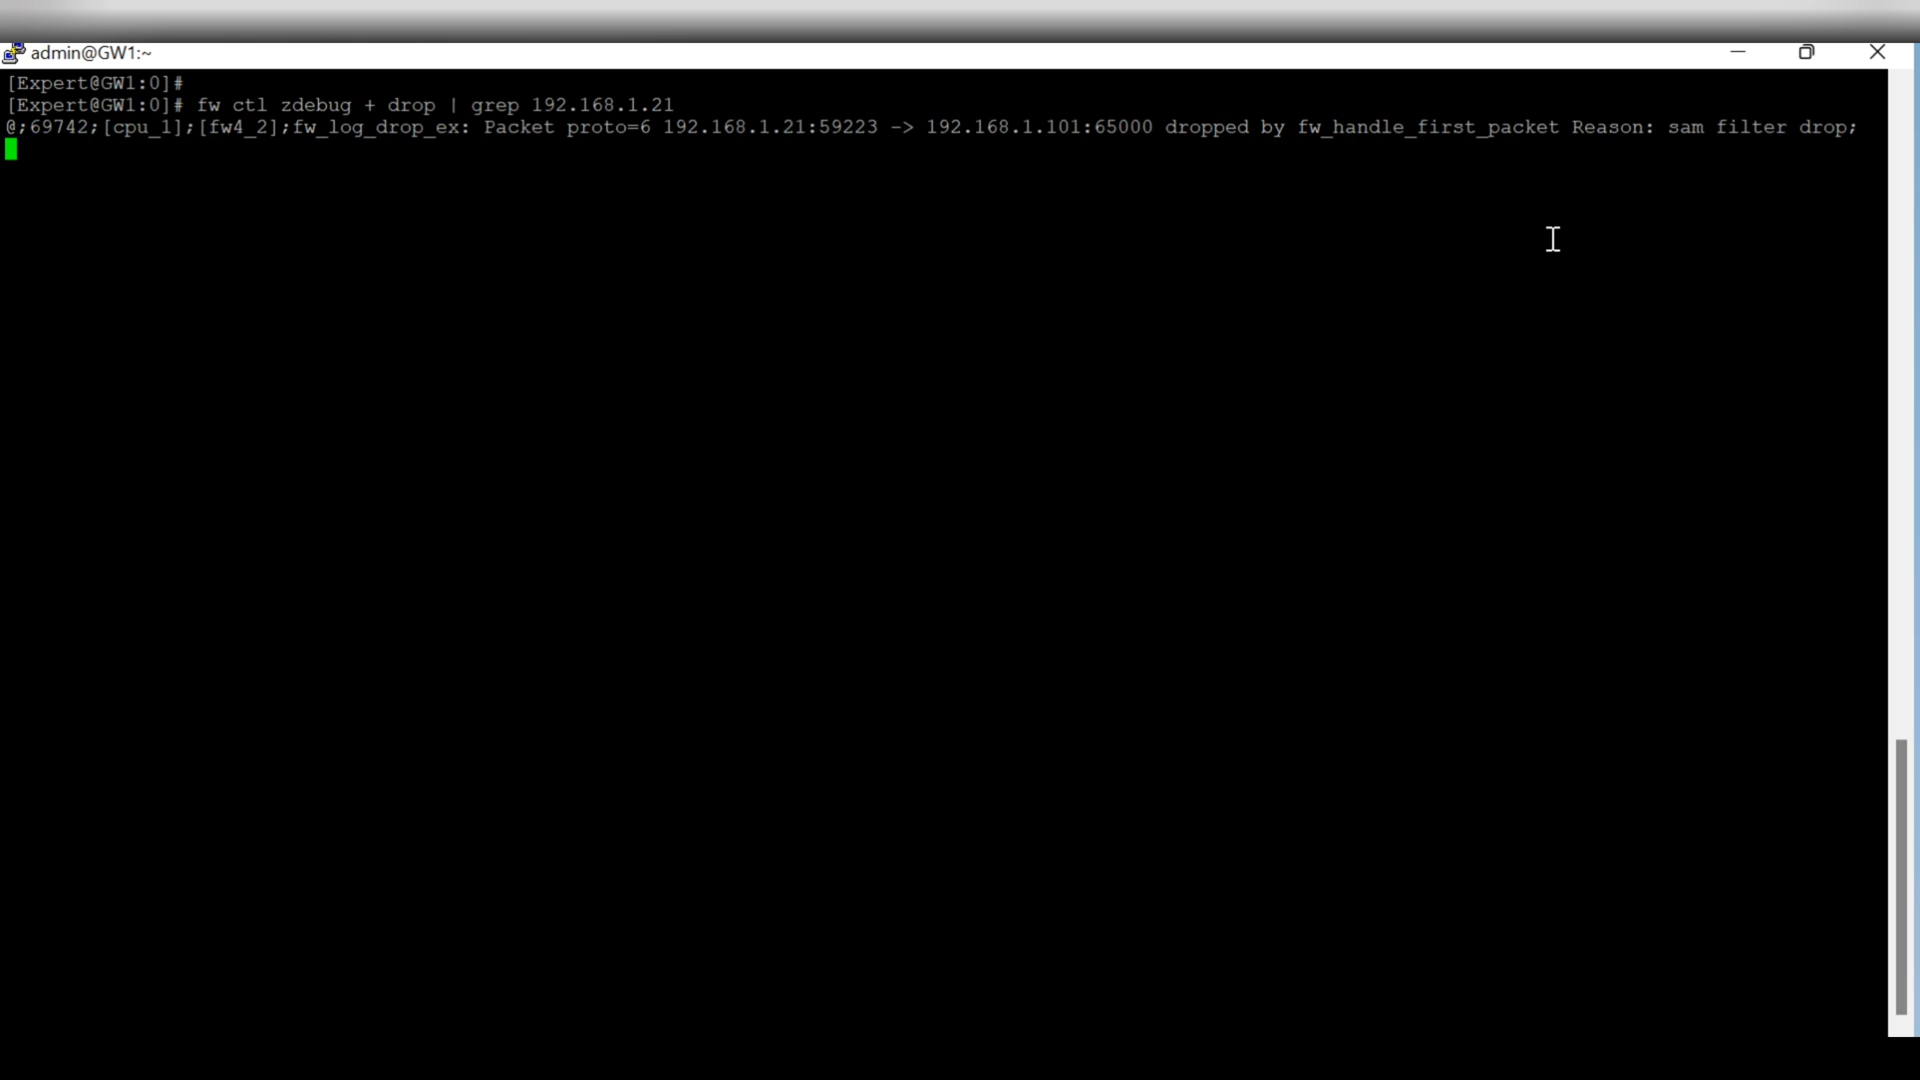 admin@GW1:~
[Expert@GW1:0]#
[Expert@GW1:0]# fw ctl zdebug + drop | grep 192.168.1.21
@;69742;[cpu_1];[fw4_2];fw_log_drop_ex: Packet proto=6 192.168.1.21:59223 -> 192.168.1.101:65000 dropped by fw_handle_first_packet Reason: sam filter drop;